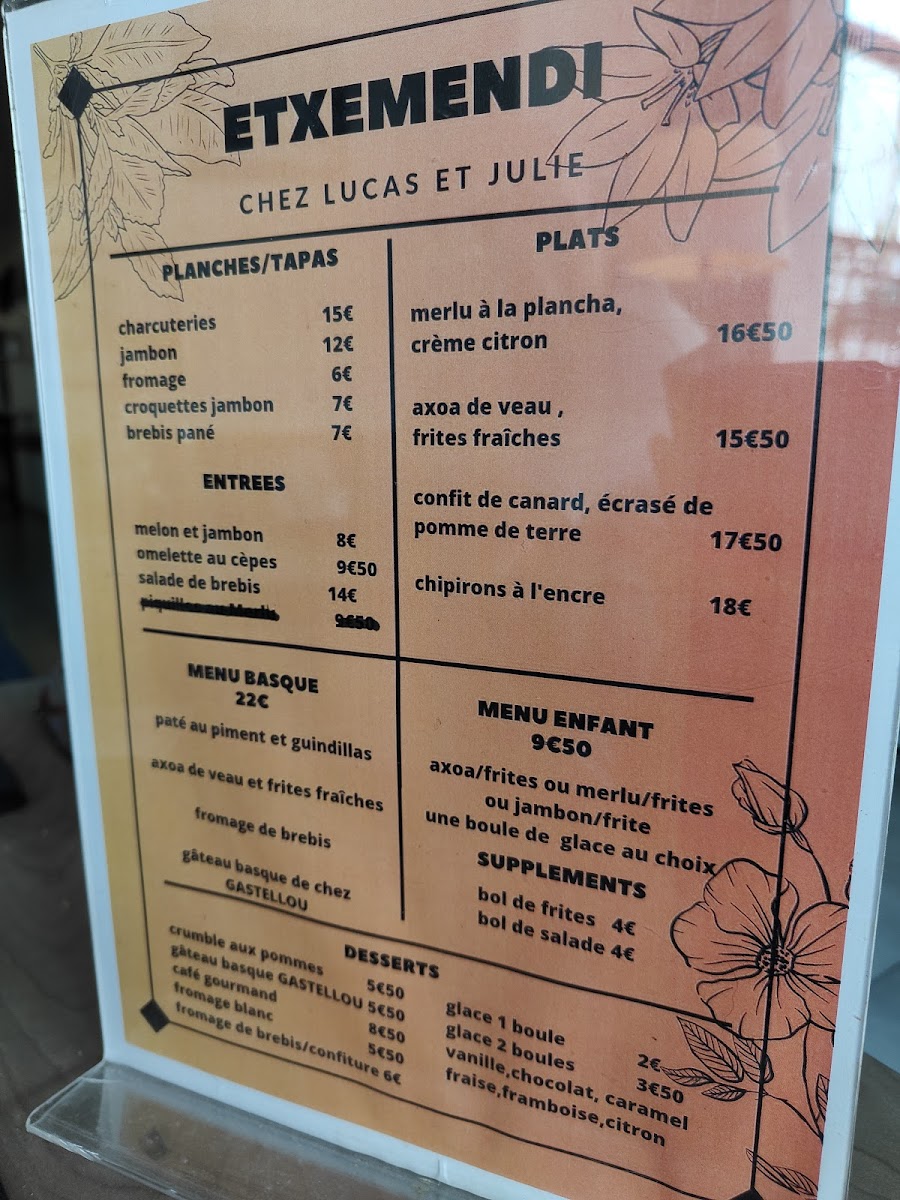 ETXEMENDI
CHEZ LUCAS ET JULIE
PLANCHES/TAPAS
charcuteries 15€
jambon 12€
fromage 6€
croquettes jambon 7€
brebis pané 7€
ENTREES
melon et jambon 8€
omelette au cèpes 9€50
salade de brebis 14€
9€50
PLATS
merlu à la plancha,
crème citron 16€50
axoa de veau ,
frites fraîches 15€50
confit de canard, écrasé de
pomme de terre 17€50
chipirons à l'encre 18€
MENU BASQUE
22€
paté au piment et guindillas
axoa de veau et frites fraîches
fromage de brebis
gâteau basque de chez
GASTELLOU
MENU ENFANT
9€50
axoa/frites ou merlu/frites
ou jambon/frite
une boule de glace au choix
SUPPLEMENTS
bol de frites 4€
bol de salade 4€
DESSERTS
crumble aux pommes 5€50
gâteau basque GASTELLOU 5€50
café gourmand 8€50
fromage blanc 5€50
fromage de brebis/confiture 6€
glace 1 boule 2€
glace 2 boules 3€50
vanille,chocolat, caramel
fraise,framboise,citron